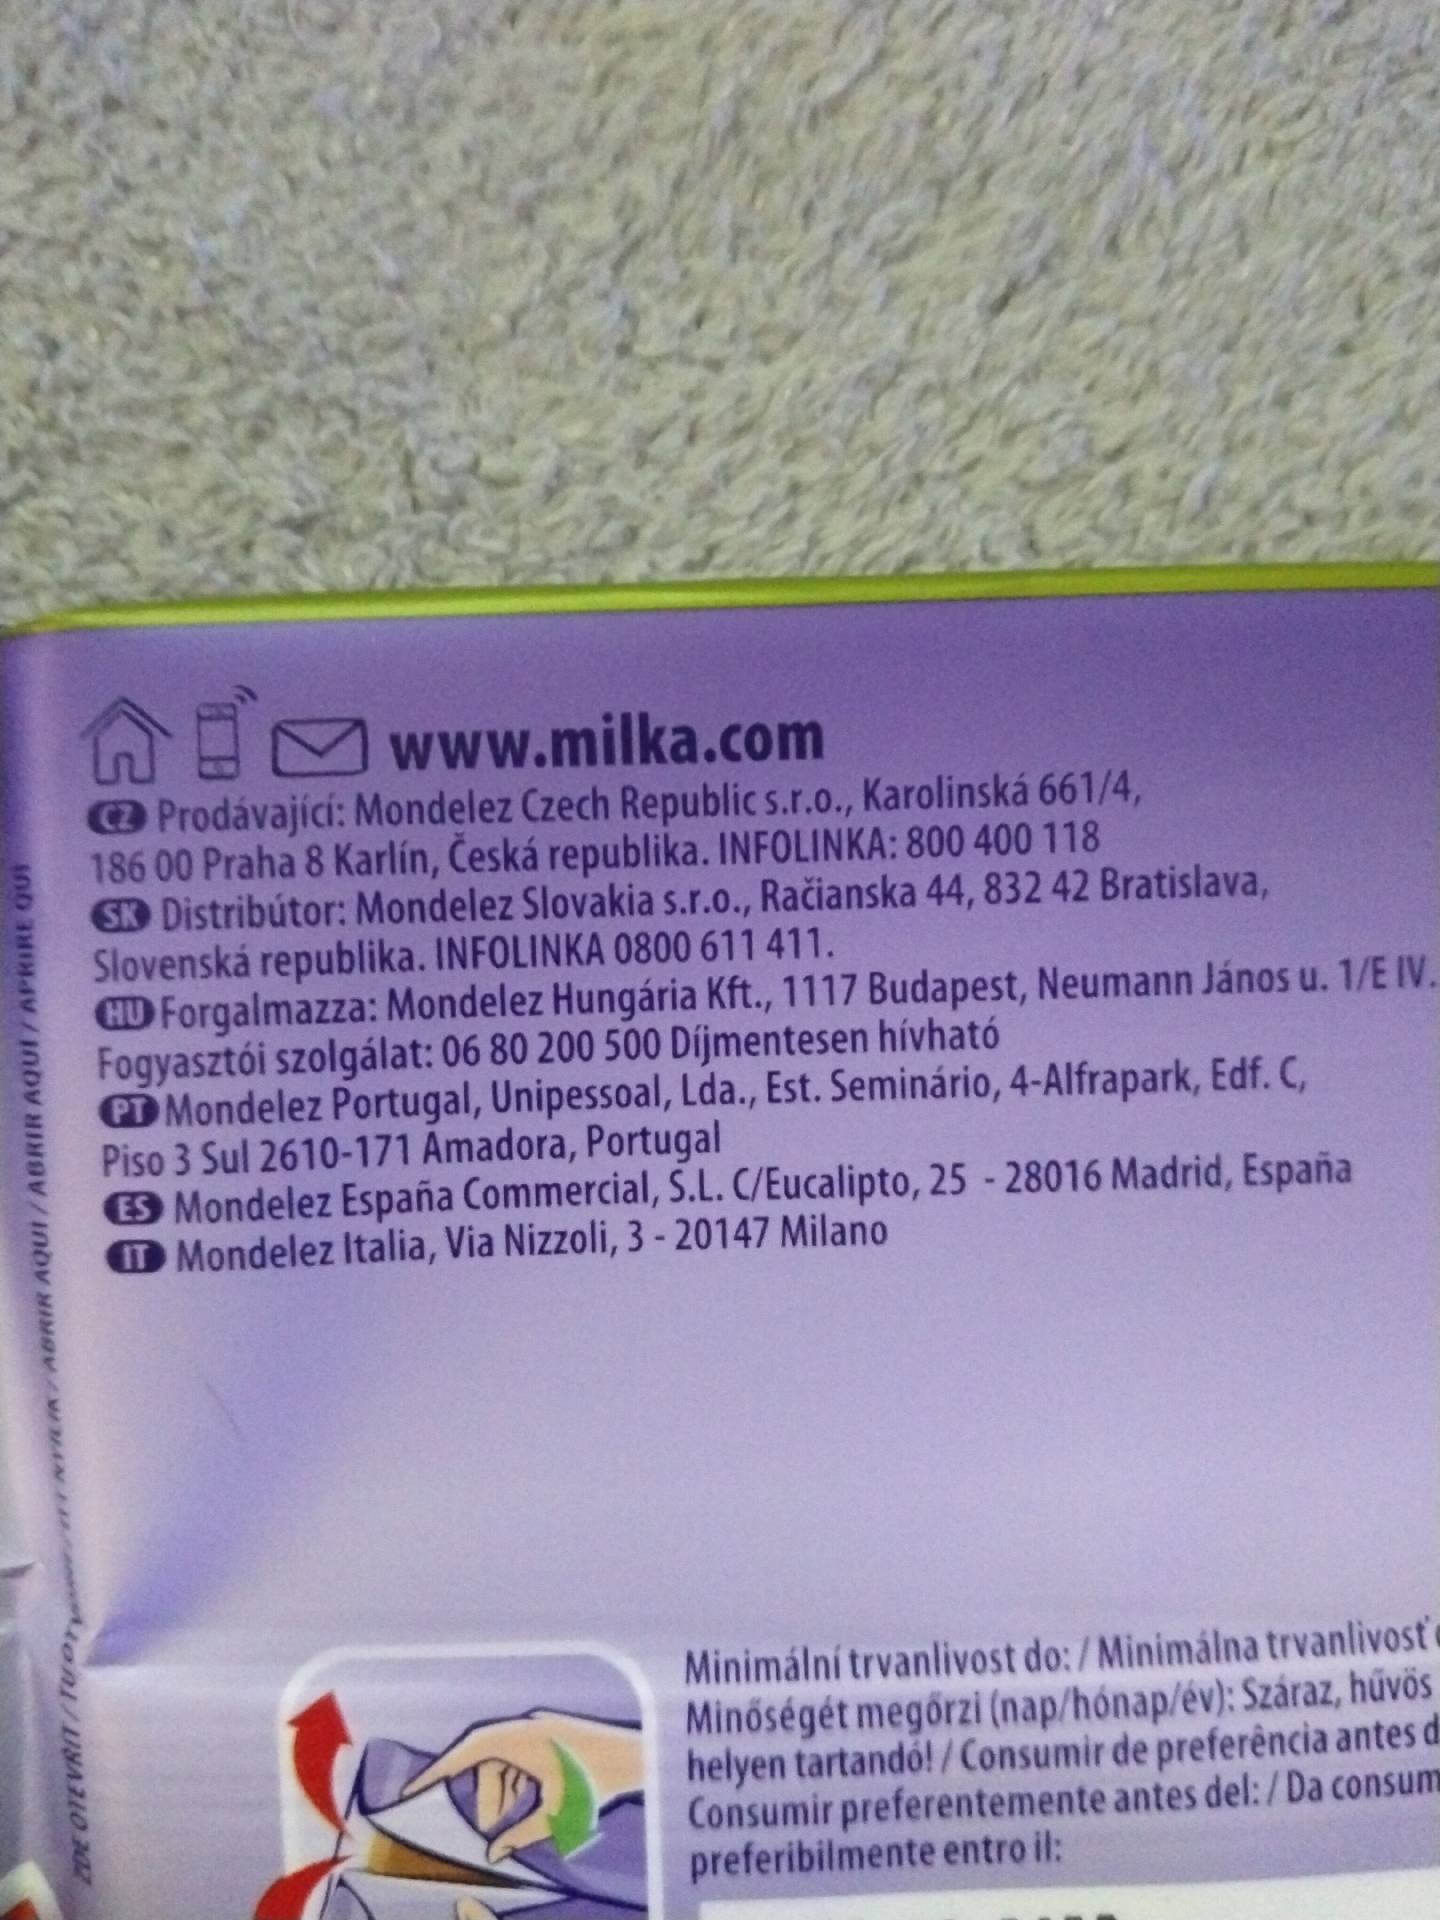 www.milka.com
CZ Prodávající: Mondelez Czech Republic s.r.o., Karolinská 661/4,
186 00 Praha 8 Karlín, Česká republika. INFOLINKA: 800 400 118
SK Distribútor: Mondelez Slovakia s.r.o., Račianska 44, 832 42 Bratislava,
Slovenská republika. INFOLINKA 0800 611 411.
HU Forgalmazza: Mondelez Hungária Kft., 1117 Budapest, Neumann János u. 1/E IV.
Fogyasztói szolgálat: 06 80 200 500 Díjmentesen hívható
PT Mondelez Portugal, Unipessoal, Lda., Est. Seminário, 4-Alfrapark, Edf. C,
Piso 3 Sul 2610-171 Amadora, Portugal
ES Mondelez España Commercial, S.L. C/Eucalipto, 25 - 28016 Madrid, España
IT Mondelez Italia, Via Nizzoli, 3 - 20147 Milano
ZDE OTEVŘÍT / / ABRIR AQUI / ABRIR AQUÍ / APRIRE QUI
Minimální trvanlivost do: / Minimálna trvanlivosť
Minőségét megőrzi (nap/hónap/év): Száraz, hűvös
helyen tartandó! / Consumir de preferência antes
Consumir preferentemente antes del: / Da
preferibilmente entro il: